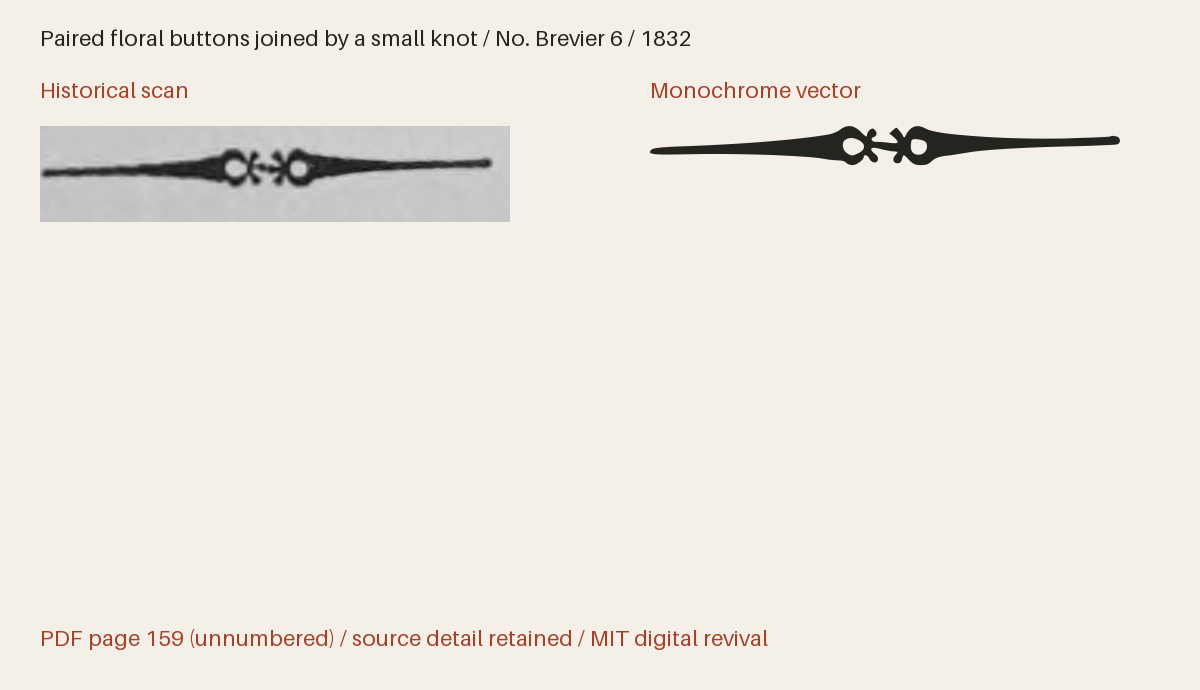 Paired floral buttons joined by a small knot / No. Brevier 6 / 1832
Historical scan
Monochrome vector
PDF page 159 (unnumbered) / source detail retained / MIT digital revival